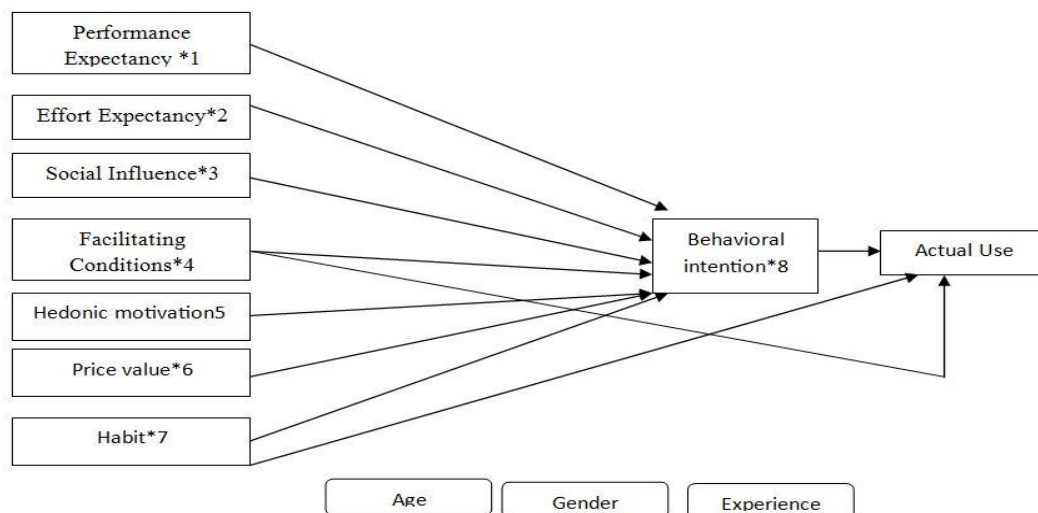 Performance
Expectancy *1
Effort Expectancy*2
Social Influence*3
Facilitating
Conditions*4
Hedonic motivation5
Price value*6
Habit*7
Behavioral
intention*8
Actual Use
Age
Gender
Experience